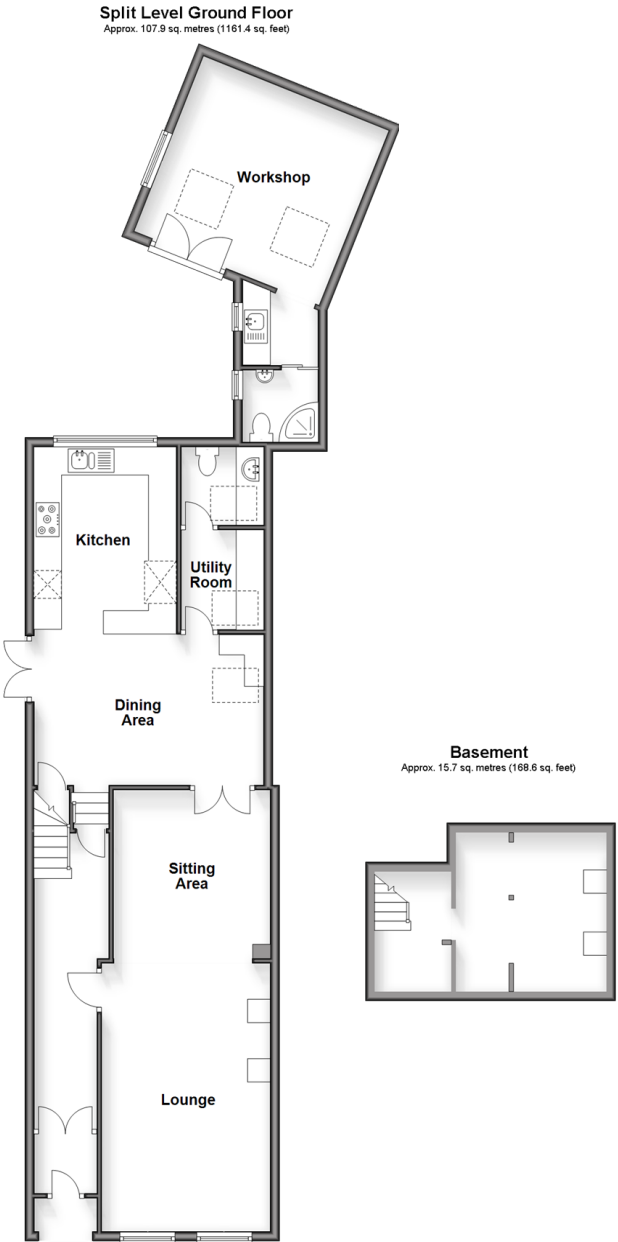 Split Level Ground Floor
Approx. 107.9 sq. metres (1161.4 sq. feet)
Workshop
Kitchen
Utility
Room
Dining
Area
Basement
Approx. 15.7 sq. metres (168.6 sq. feet)
Sitting
Area
Lounge